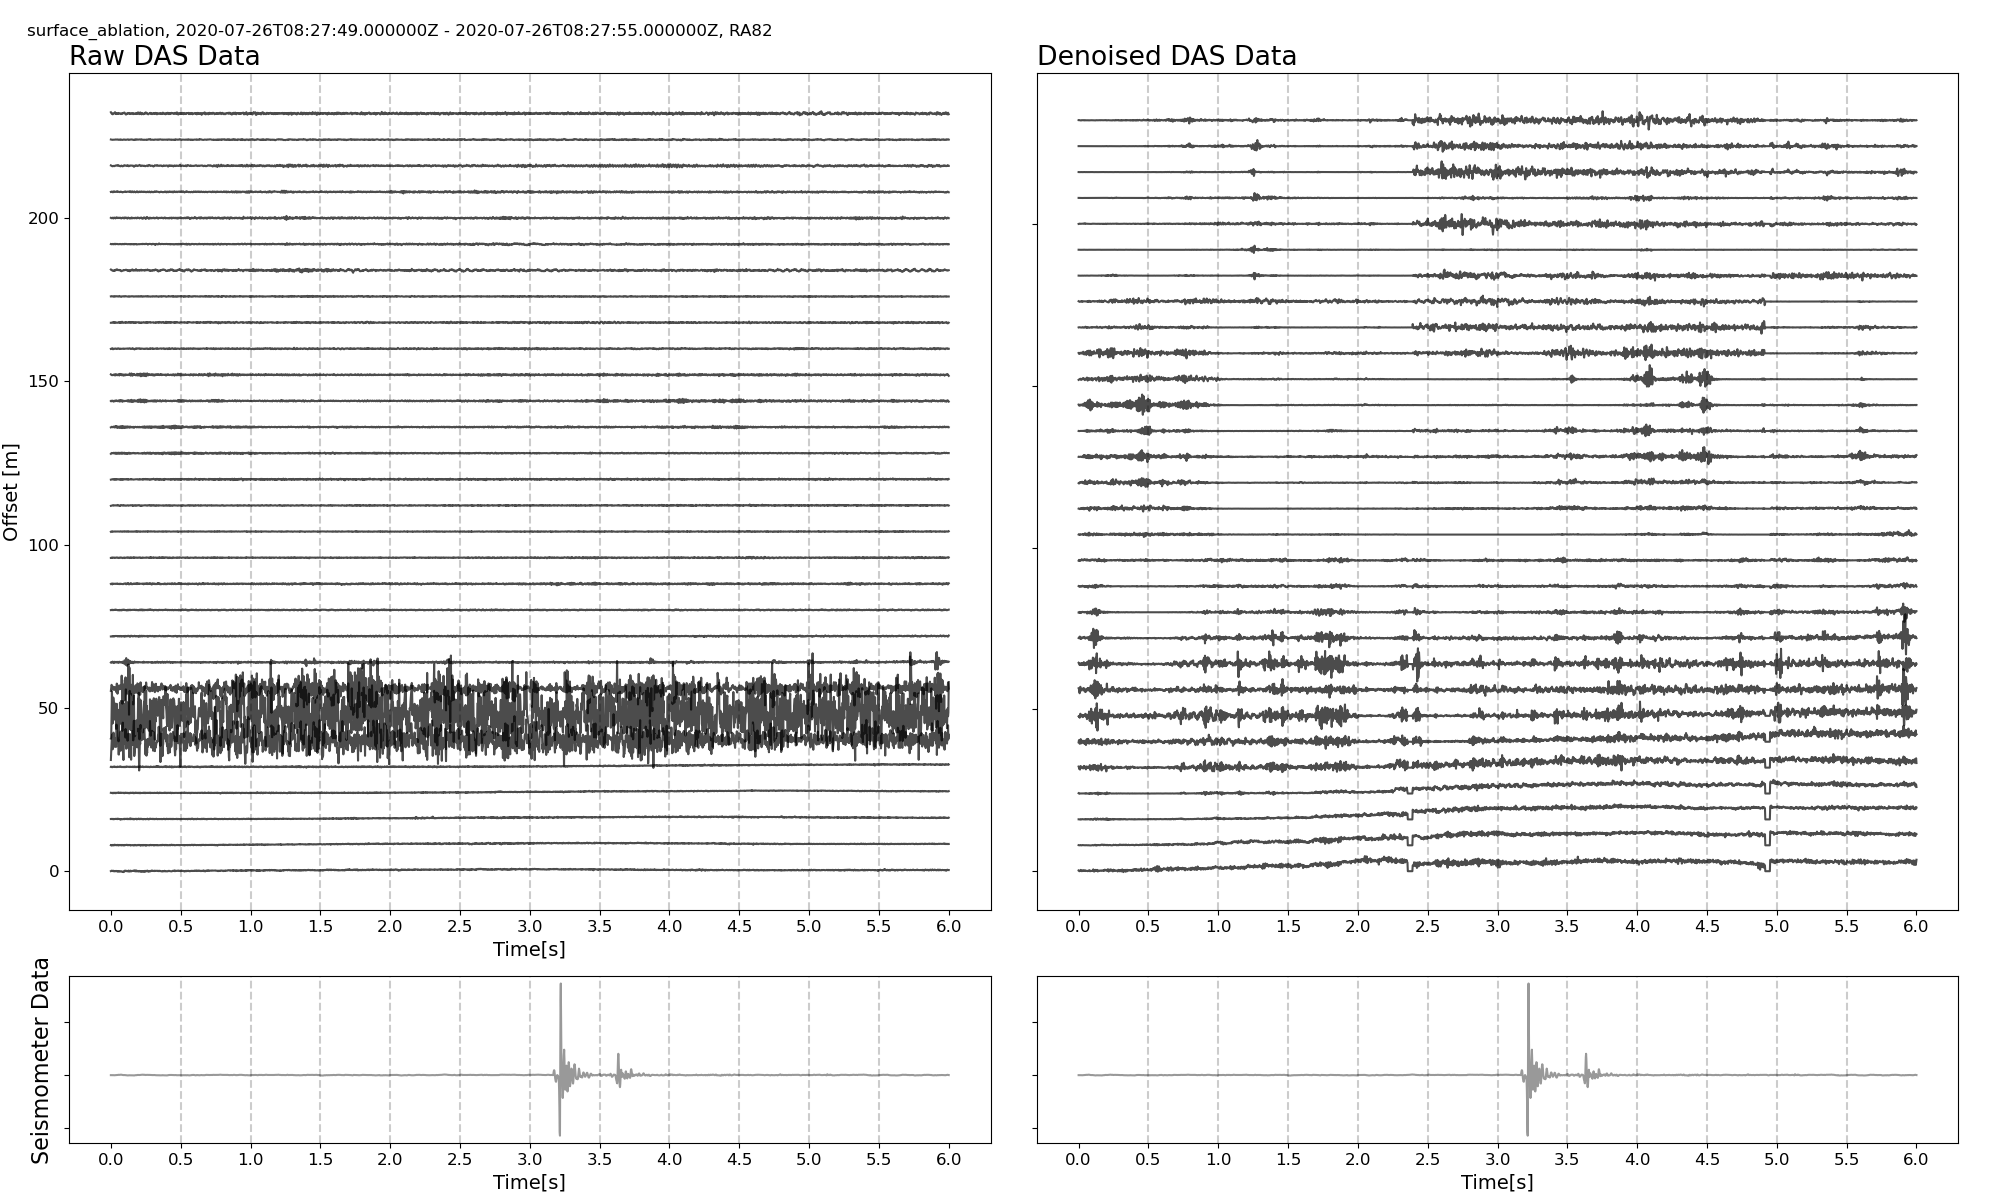 surface_ablation, 2020-07-26T08:27:49.000000Z - 2020-07-26T08:27:55.000000Z, RA82
Raw DAS Data
Denoised DAS Data
Offset [m]
200
150
100
50
0
0.0 0.5 1.0 1.5 2.0 2.5 3.0 3.5 4.0 4.5 5.0 5.5 6.0
Time[s]
0.0 0.5 1.0 1.5 2.0 2.5 3.0 3.5 4.0 4.5 5.0 5.5 6.0
Seismometer Data
0.0 0.5 1.0 1.5 2.0 2.5 3.0 3.5 4.0 4.5 5.0 5.5 6.0
Time[s]
0.0 0.5 1.0 1.5 2.0 2.5 3.0 3.5 4.0 4.5 5.0 5.5 6.0
Time[s]